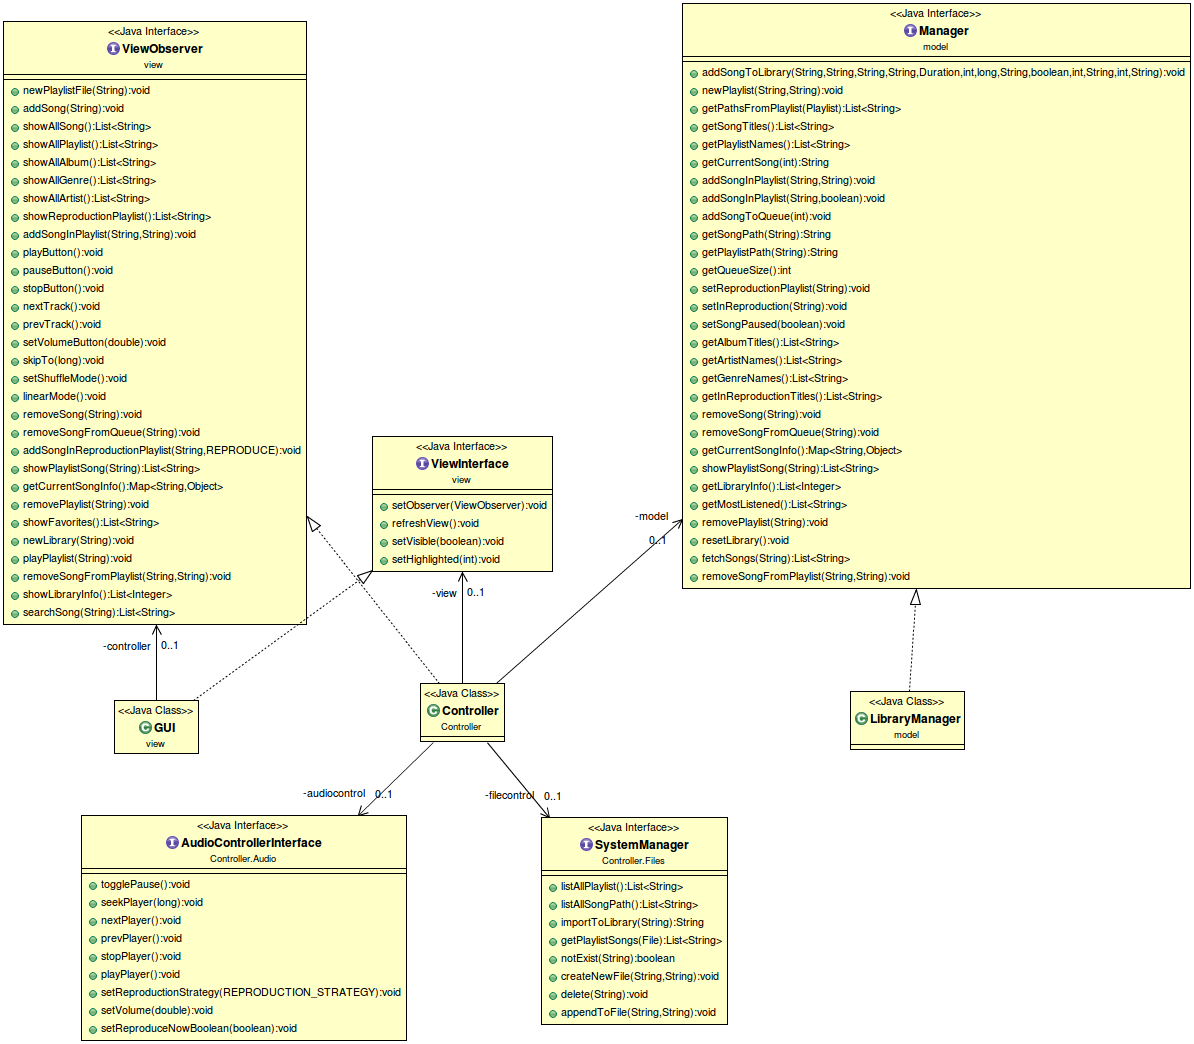 <<Java Interface>>
ViewObserver
view
newPlaylistFile(String):void
addSong(String):void
showAllSong():List<String>
showAllPlaylist():List<String>
showAllAlbum():List<String>
showAllGenre():List<String>
showAllArtist():List<String>
showReproductionPlaylist():List<String>
addSongInPlaylist(String,String):void
playButton():void
pauseButton():void
stopButton():void
nextTrack():void
prevTrack():void
setVolumeButton(double):void
skipTo(long):void
setShuffleMode():void
linearMode():void
removeSong(String):void
removeSongFromQueue(String):void
addSongInReproductionPlaylist(String,REPRODUCE):void
showPlaylistSong(String):List<String>
getCurrentSongInfo():Map<String,Object>
removePlaylist(String):void
showFavorites():List<String>
newLibrary(String):void
playPlaylist(String):void
removeSongFromPlaylist(String,String):void
showLibraryInfo():List<Integer>
searchSong(String):List<String>
<<Java Interface>>
Manager
model
addSongToLibrary(String,String,String,String,Duration,int,long,String,boolean,int,String,int,String):void
newPlaylist(String,String):void
getPathsFromPlaylist(Playlist):List<String>
getSongTitles():List<String>
getPlaylistNames():List<String>
getCurrentSong(int):String
addSongInPlaylist(String,String):void
addSongInPlaylist(String,boolean):void
addSongToQueue(int):void
getSongPath(String):String
getPlaylistPath(String):String
getQueueSize():int
setReproductionPlaylist(String):void
setInReproduction(String):void
setSongPaused(boolean):void
getAlbumTitles():List<String>
getArtistNames():List<String>
getGenreNames():List<String>
getInReproductionTitles():List<String>
removeSong(String):void
removeSongFromQueue(String):void
getCurrentSongInfo():Map<String,Object>
showPlaylistSong(String):List<String>
getLibraryInfo():List<Integer>
getMostListened():List<String>
removePlaylist(String):void
resetLibrary():void
fetchSongs(String):List<String>
removeSongFromPlaylist(String,String):void
<<Java Interface>>
ViewInterface
view
setObserver(ViewObserver):void
refreshView():void
setVisible(boolean):void
setHighlighted(int):void
-model
0..1
-view 0..1
-controller 0..1
<<Java Class>>
GUI
view
<<Java Class>>
Controller
Controller
<<Java Class>>
LibraryManager
model
-audiocontrol 0..1
-filecontrol 0..1
<<Java Interface>>
AudioControllerInterface
Controller.Audio
togglePause():void
seekPlayer(long):void
nextPlayer():void
prevPlayer():void
stopPlayer():void
playPlayer():void
setReproductionStrategy(REPRODUCTION_STRATEGY):void
setVolume(double):void
setReproduceNowBoolean(boolean):void
<<Java Interface>>
SystemManager
Controller.Files
listAllPlaylist():List<String>
listAllSongPath():List<String>
importToLibrary(String):String
getPlaylistSongs(File):List<String>
notExist(String):boolean
createNewFile(String,String):void
delete(String):void
appendToFile(String,String):void